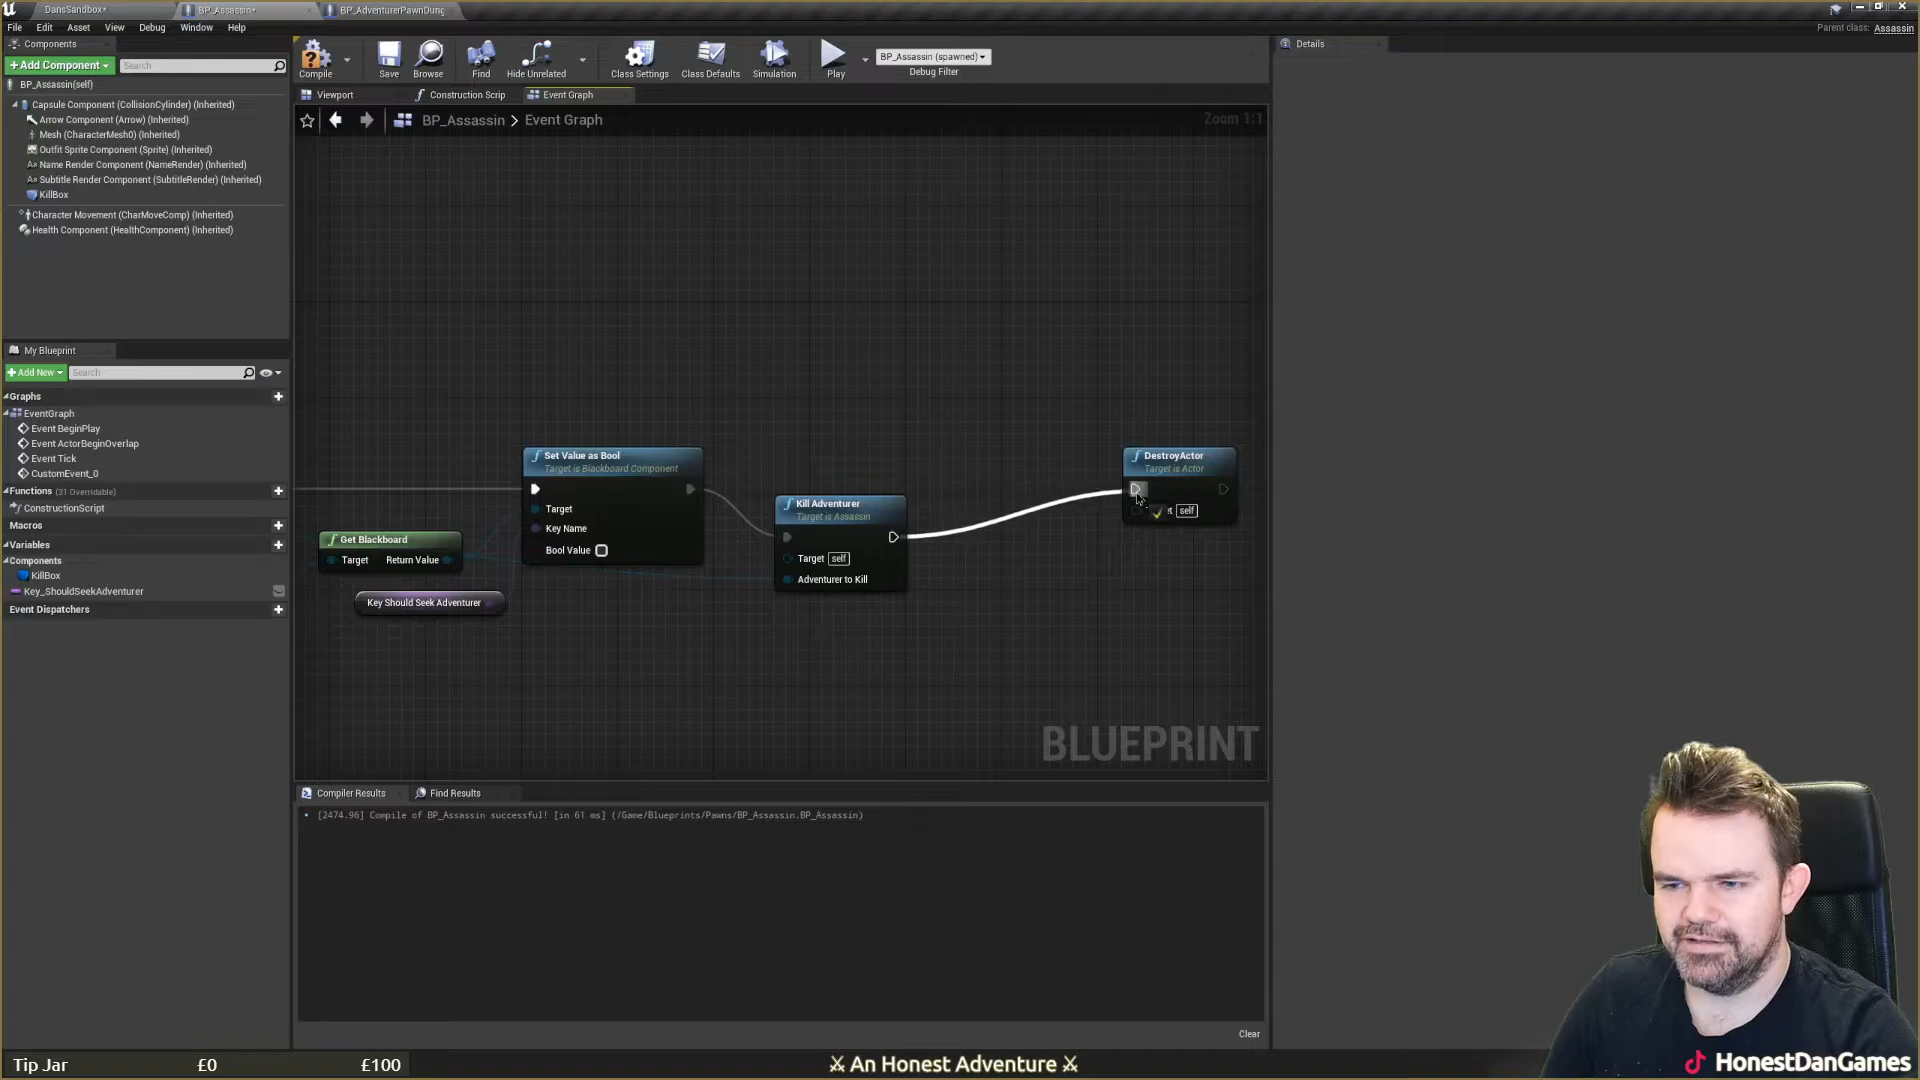 DansSandbox*
BP_Assassin*
BP_AdventurerPawnDung
File Edit Asset View Debug Window Help
Parent class: Assassin
Components
+Add Component
Search
BP_Assassin(self)
Capsule Component (CollisionCylinder) (Inherited)
Arrow Component (Arrow) (Inherited)
Mesh (CharacterMesh0) (Inherited)
Outfit Sprite Component (Sprite) (Inherited)
Name Render Component (NameRender) (Inherited)
Subtitle Render Component (SubtitleRender) (Inherited)
KillBox
Character Movement (CharMoveComp) (Inherited)
Health Component (HealthComponent) (Inherited)
My Blueprint
+Add New
Search
Graphs
EventGraph
Event BeginPlay
Event ActorBeginOverlap
Event Tick
CustomEvent_0
Functions (31 Overridable)
ConstructionScript
Macros
Variables
Components
KillBox
Key_ShouldSeekAdventurer
Event Dispatchers
Compile
Save
Browse
Find
Hide Unrelated
Class Settings
Class Defaults
Simulation
Play
BP_Assassin (spawned)
Debug Filter
Viewport
Construction Scrip
Event Graph
BP_Assassin > Event Graph
Zoom 1:1
Set Value as Bool
Target is Blackboard Component
Target
Key Name
Bool Value
Get Blackboard
Target Return Value
Key Should Seek Adventurer
Kill Adventurer
Target is Assassin
Target self
Adventurer to Kill
DestroyActor
Target is Actor
self
BLUEPRINT
Compiler Results
Find Results
[2474.96] Compile of BP_Assassin successful! [in 61 ms] (/Game/Blueprints/Pawns/BP_Assassin.BP_Assassin)
Clear
Details
Tip Jar £0 £100
An Honest Adventure
HonestDanGames